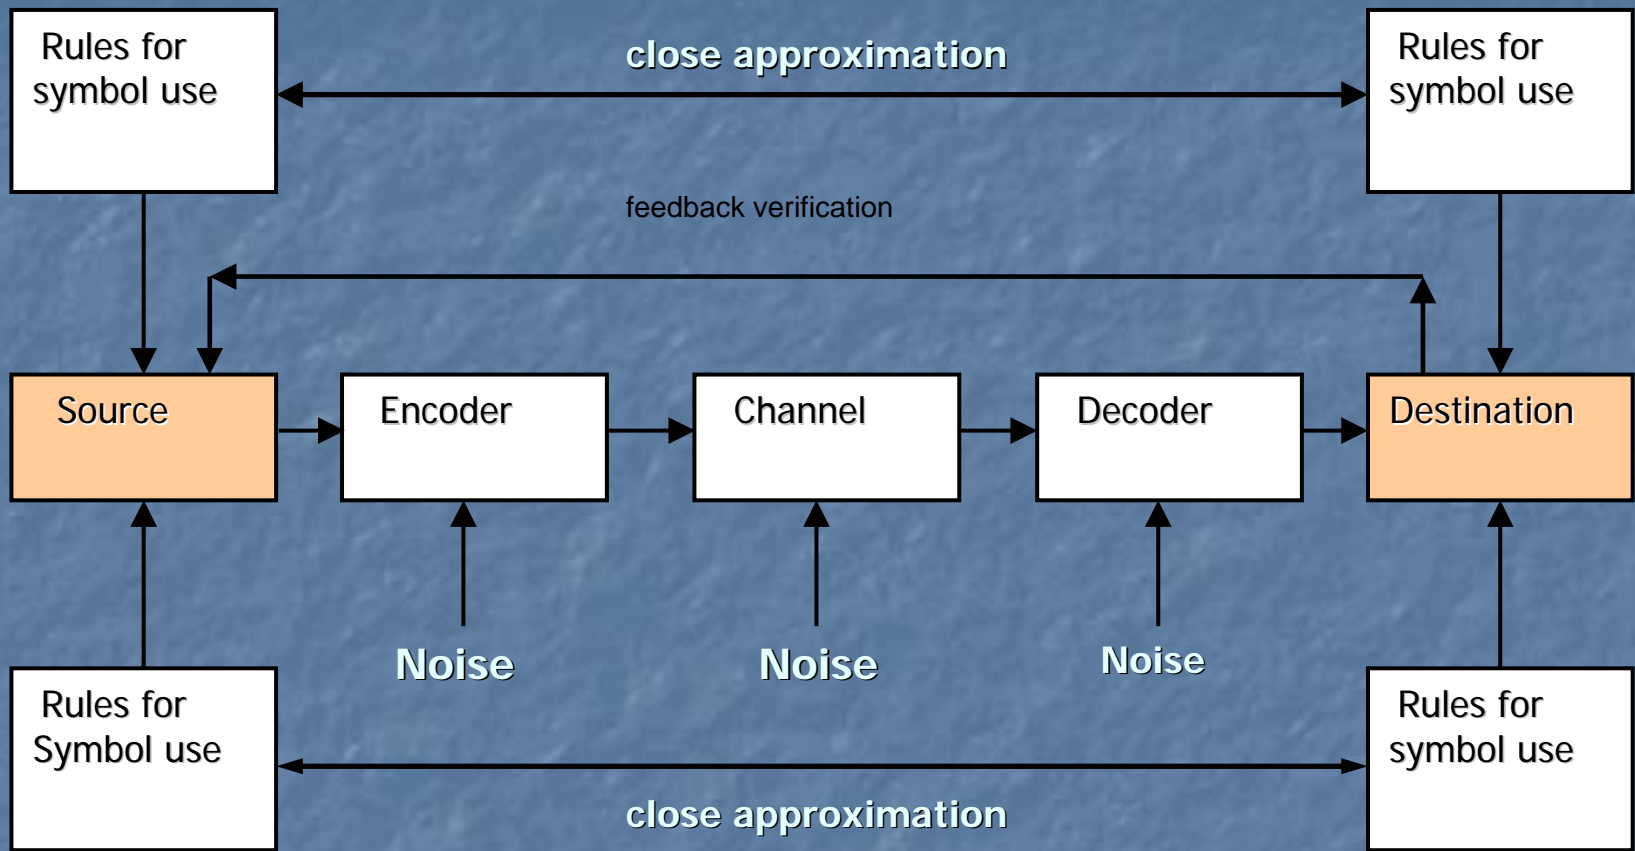 Rules for
symbol use
close approximation
Rules for
symbol use
feedback verification
Source
Encoder
Channel
Decoder
Destination
Noise
Noise
Noise
Rules for
Symbol use
close approximation
Rules for
symbol use